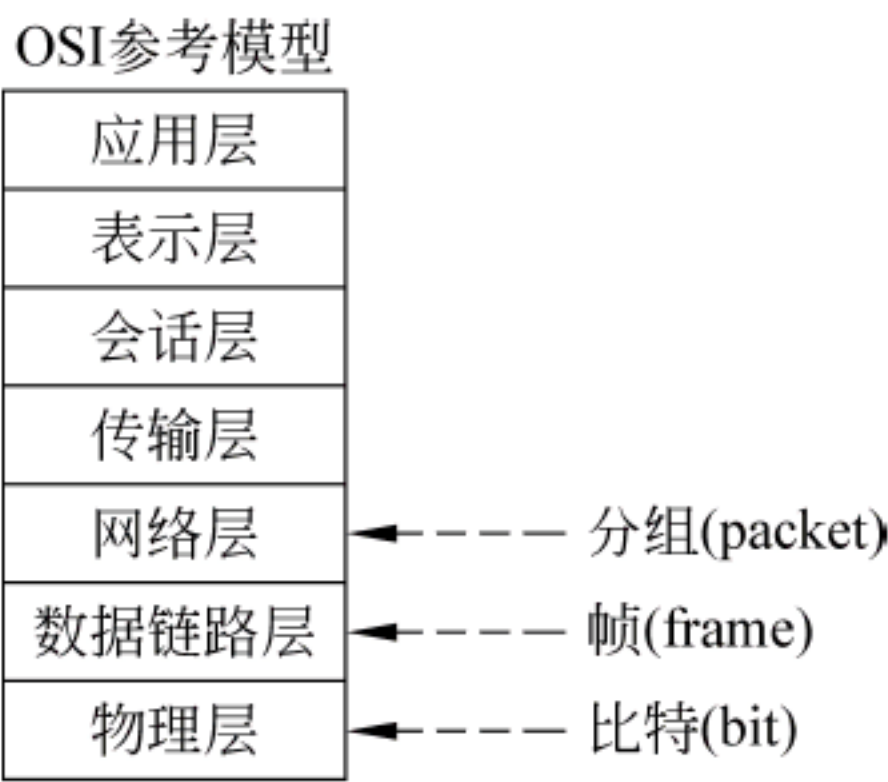 OSI参考模型
应用层
表示层
会话层
传输层
网络层 分组(packet)
数据链路层 帧(frame)
物理层 比特(bit)